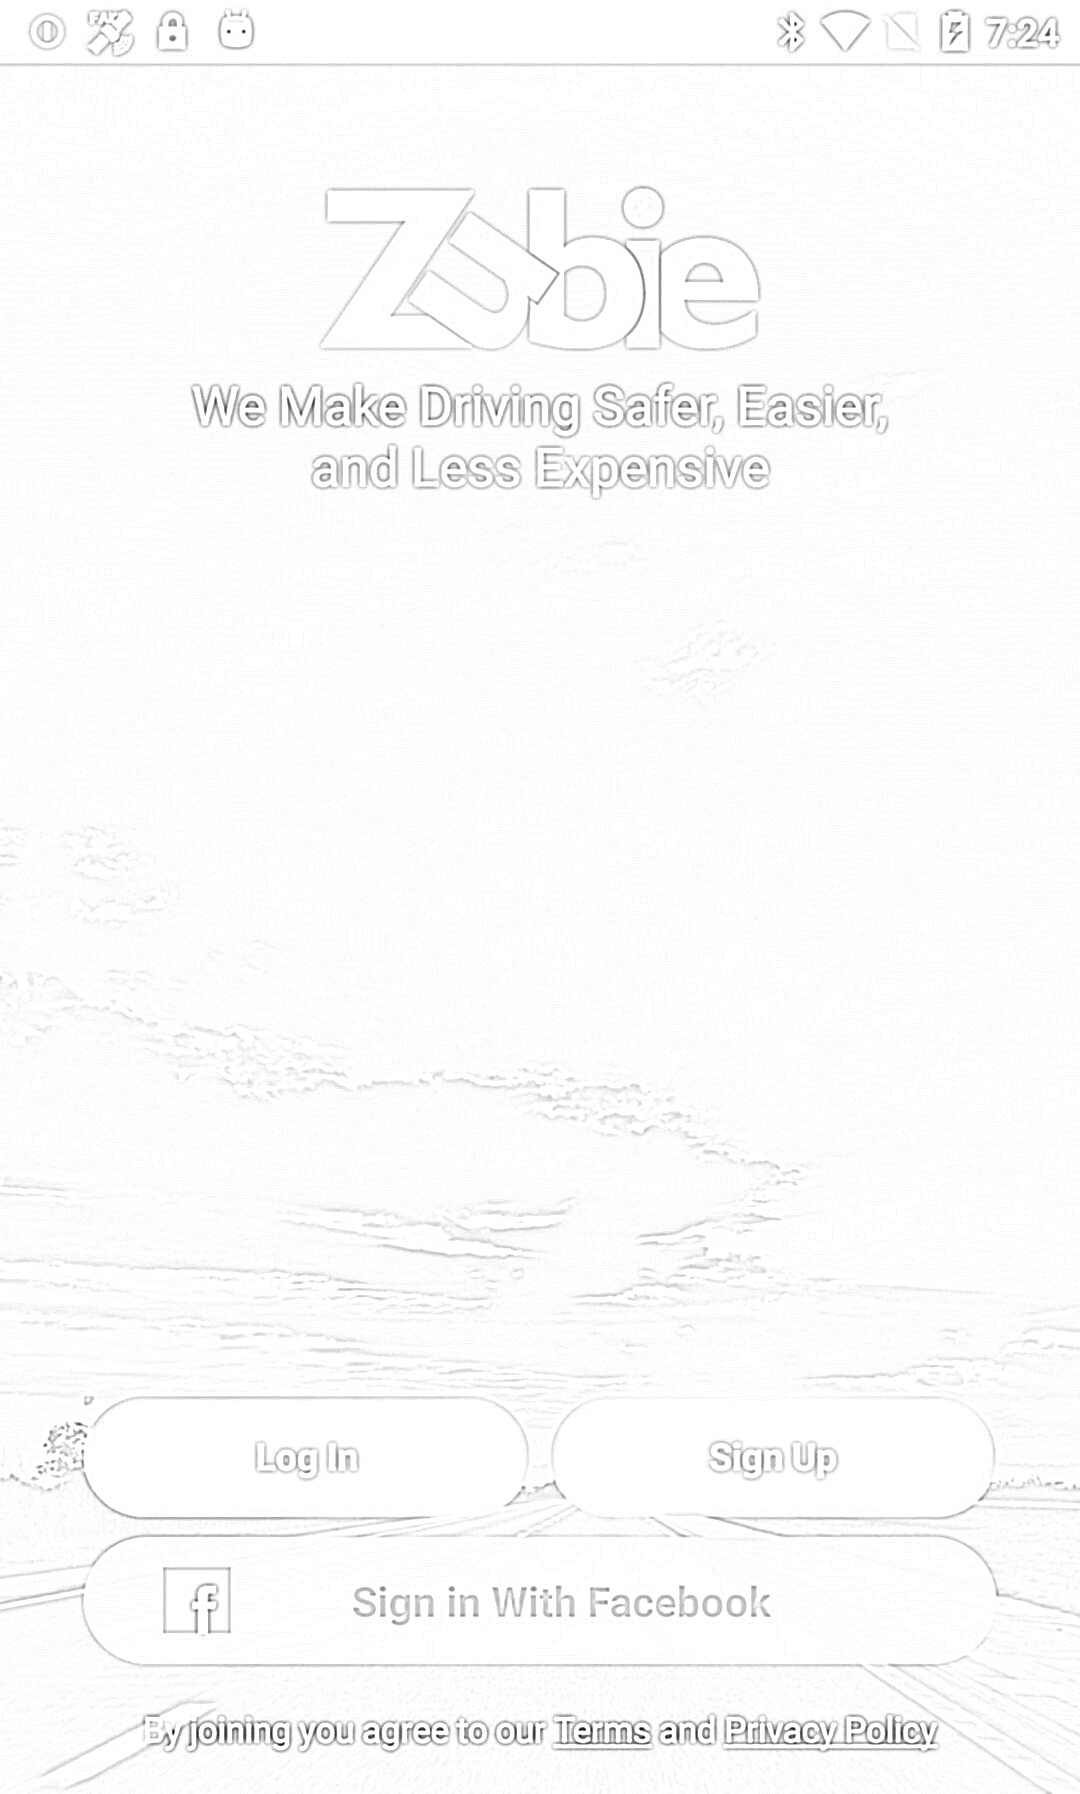 7:24
Zubie
We Make Driving Safer, Easier,
and Less Expensive
Log In
Sign Up
Sign in With Facebook
By joining you agree to our Terms and Privacy Policy